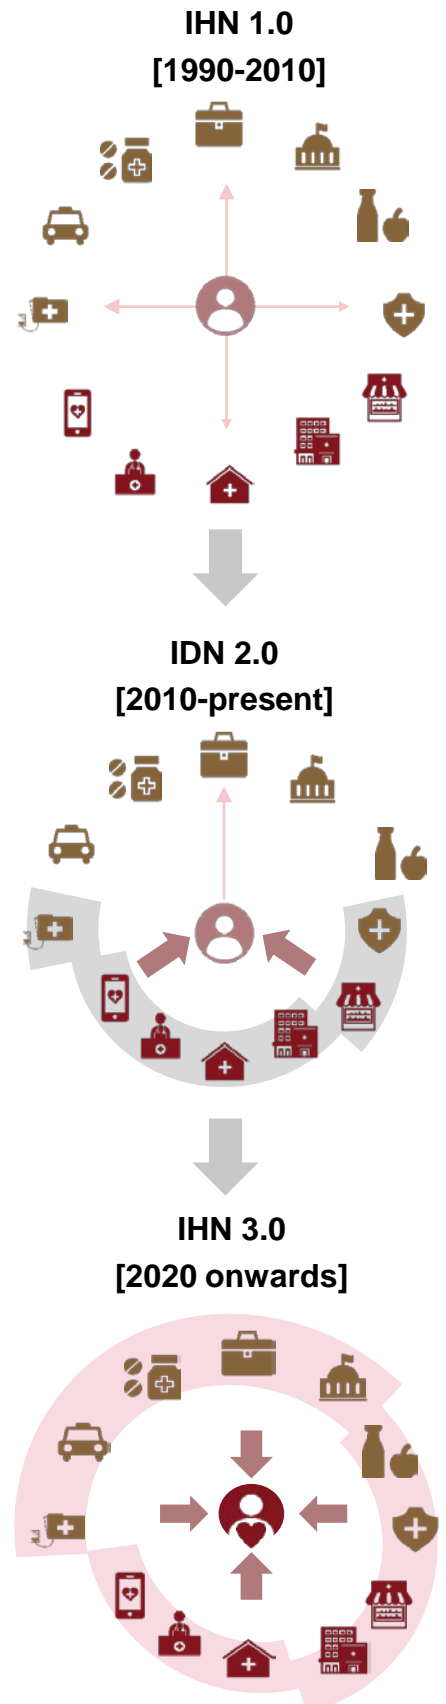 IHN 1.0
[1990-2010]
IDN 2.0
[2010-present]
IHN 3.0
[2020 onwards]